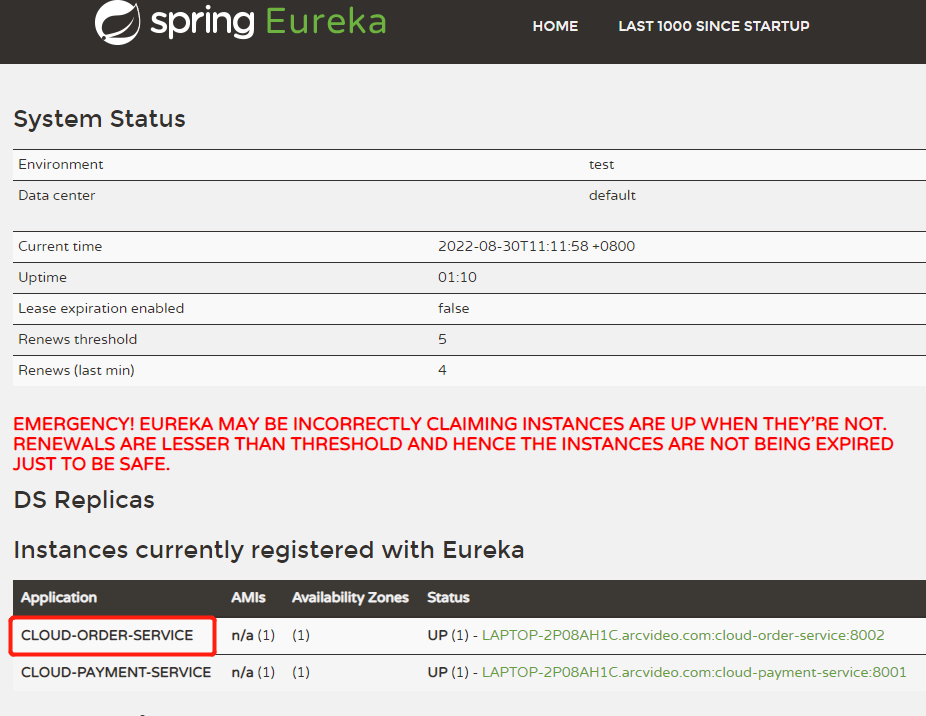 spring Eureka HOME LAST 1000 SINCE STARTUP
System Status
Environment test
Data center default
Current time 2022-08-30T11:11:58 +0800
Uptime 01:10
Lease expiration enabled false
Renews threshold 5
Renews (last min) 4
EMERGENCY! EUREKA MAY BE INCORRECTLY CLAIMING INSTANCES ARE UP WHEN THEY'RE NOT.
RENEWALS ARE LESSER THAN THRESHOLD AND HENCE THE INSTANCES ARE NOT BEING EXPIRED
JUST TO BE SAFE.
DS Replicas
Instances currently registered with Eureka
Application AMIs Availability Zones Status
CLOUD-ORDER-SERVICE n/a (1) (1) UP (1) - LAPTOP-2P08AH1C.arcvideo.com:cloud-order-service:8002
CLOUD-PAYMENT-SERVICE n/a (1) (1) UP (1) - LAPTOP-2P08AH1C.arcvideo.com:cloud-payment-service:8001